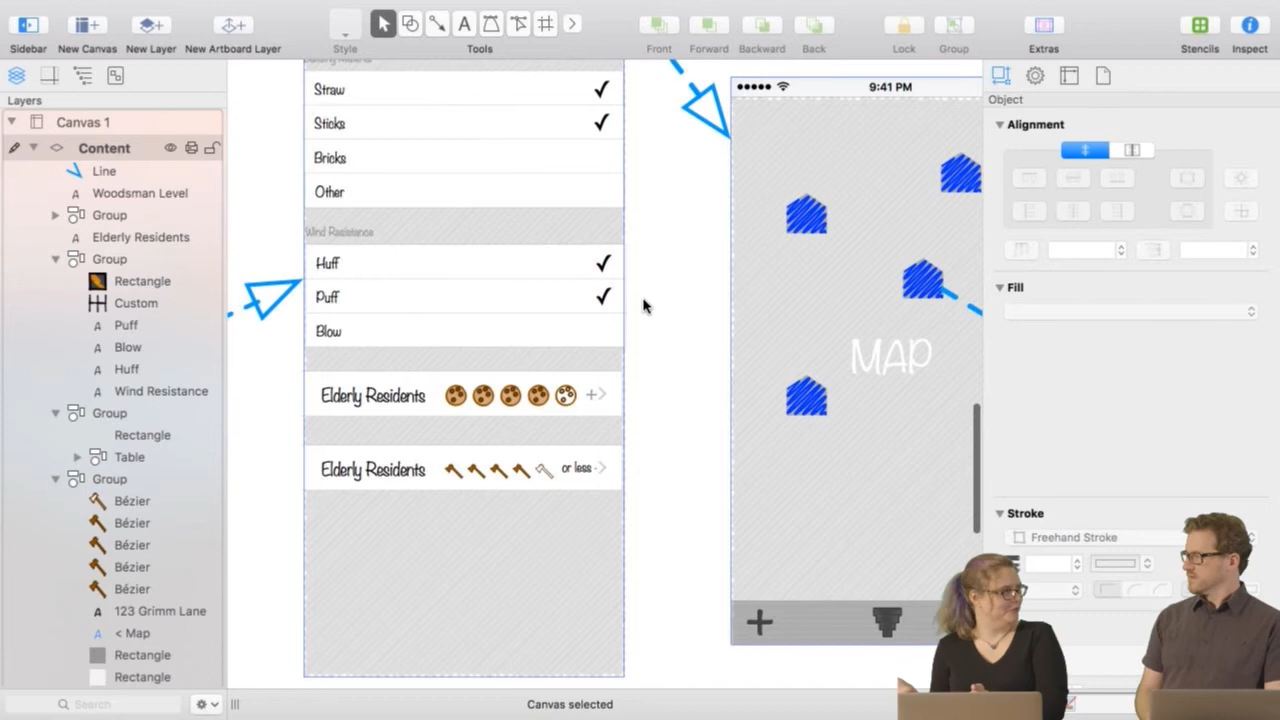 Sidebar New Canvas New Layer New Artboard Layer Style Tools Front Forward Backward Back Lock Group Extras Stencils Inspect
Layers
Canvas 1
Content
Line
Woodsman Level
Group
Elderly Residents
Group
Rectangle
Custom
Puff
Blow
Huff
Wind Resistance
Group
Rectangle
Table
Group
Bézier
Bézier
Bézier
Bézier
Bézier
123 Grimm Lane
< Map
Rectangle
Rectangle
Search
Straw
Sticks
Bricks
Other
Wind Resistance
Huff
Puff
Blow
Elderly Residents
Elderly Residents or less
9:41 PM
MAP
Canvas selected
Object
Alignment
Fill
Stroke
Freehand Stroke